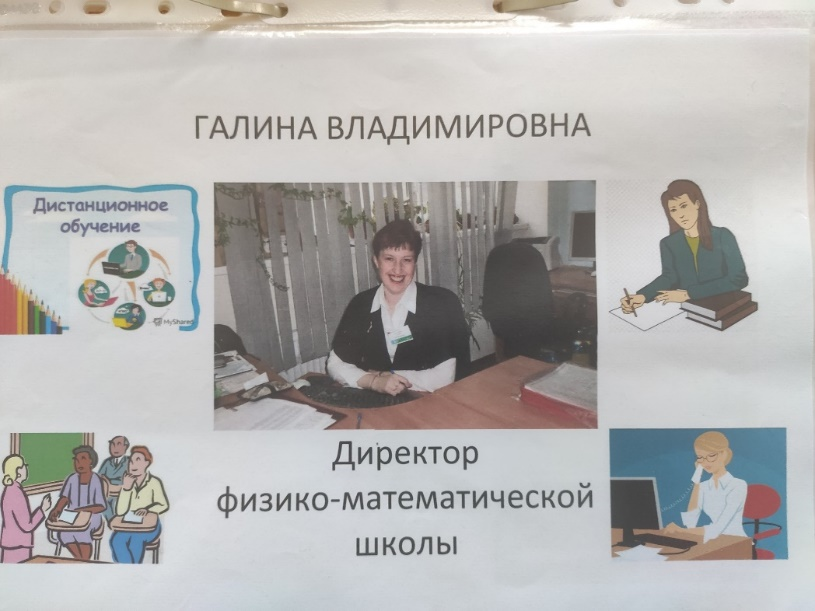 ГАЛИНА ВЛАДИМИРОВНА
Дистанционное
обучение
MyShared
Директор
физико-математической
школы